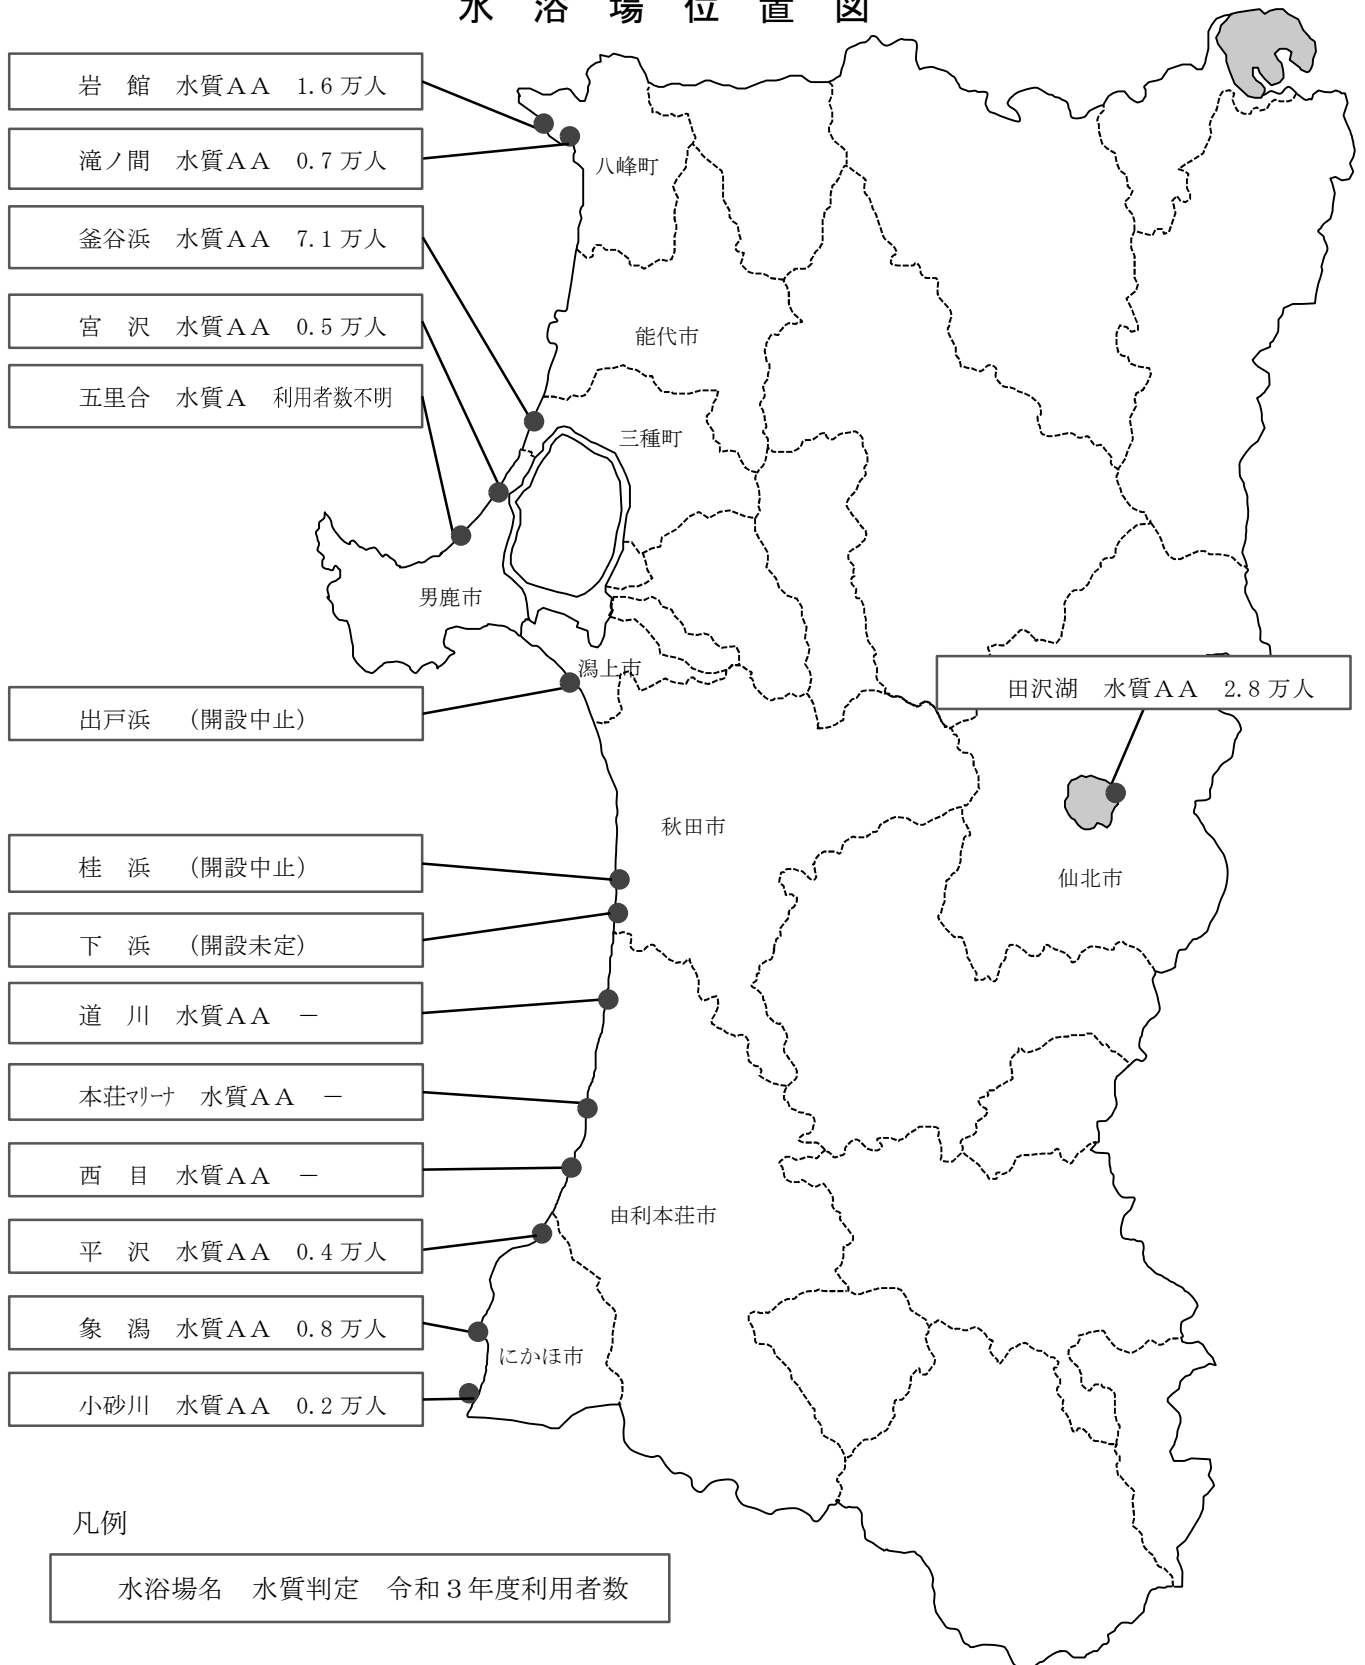 水浴場位置図
岩館 水質ＡＡ 1.6万人
滝ノ間 水質ＡＡ 0.7万人
八峰町
釜谷浜 水質ＡＡ 7.1万人
宮沢 水質ＡＡ 0.5万人
能代市
五里合 水質Ａ 利用者数不明
三種町
男鹿市
潟上市
田沢湖 水質ＡＡ 2.8万人
出戸浜 （開設中止）
秋田市
桂浜 （開設中止）
仙北市
下浜 （開設未定）
道川 水質ＡＡ －
本荘ﾏﾘｰﾅ 水質ＡＡ －
西目 水質ＡＡ －
由利本荘市
平沢 水質ＡＡ 0.4万人
象潟 水質ＡＡ 0.8万人
にかほ市
小砂川 水質ＡＡ 0.2万人
凡例
水浴場名 水質判定 令和３年度利用者数